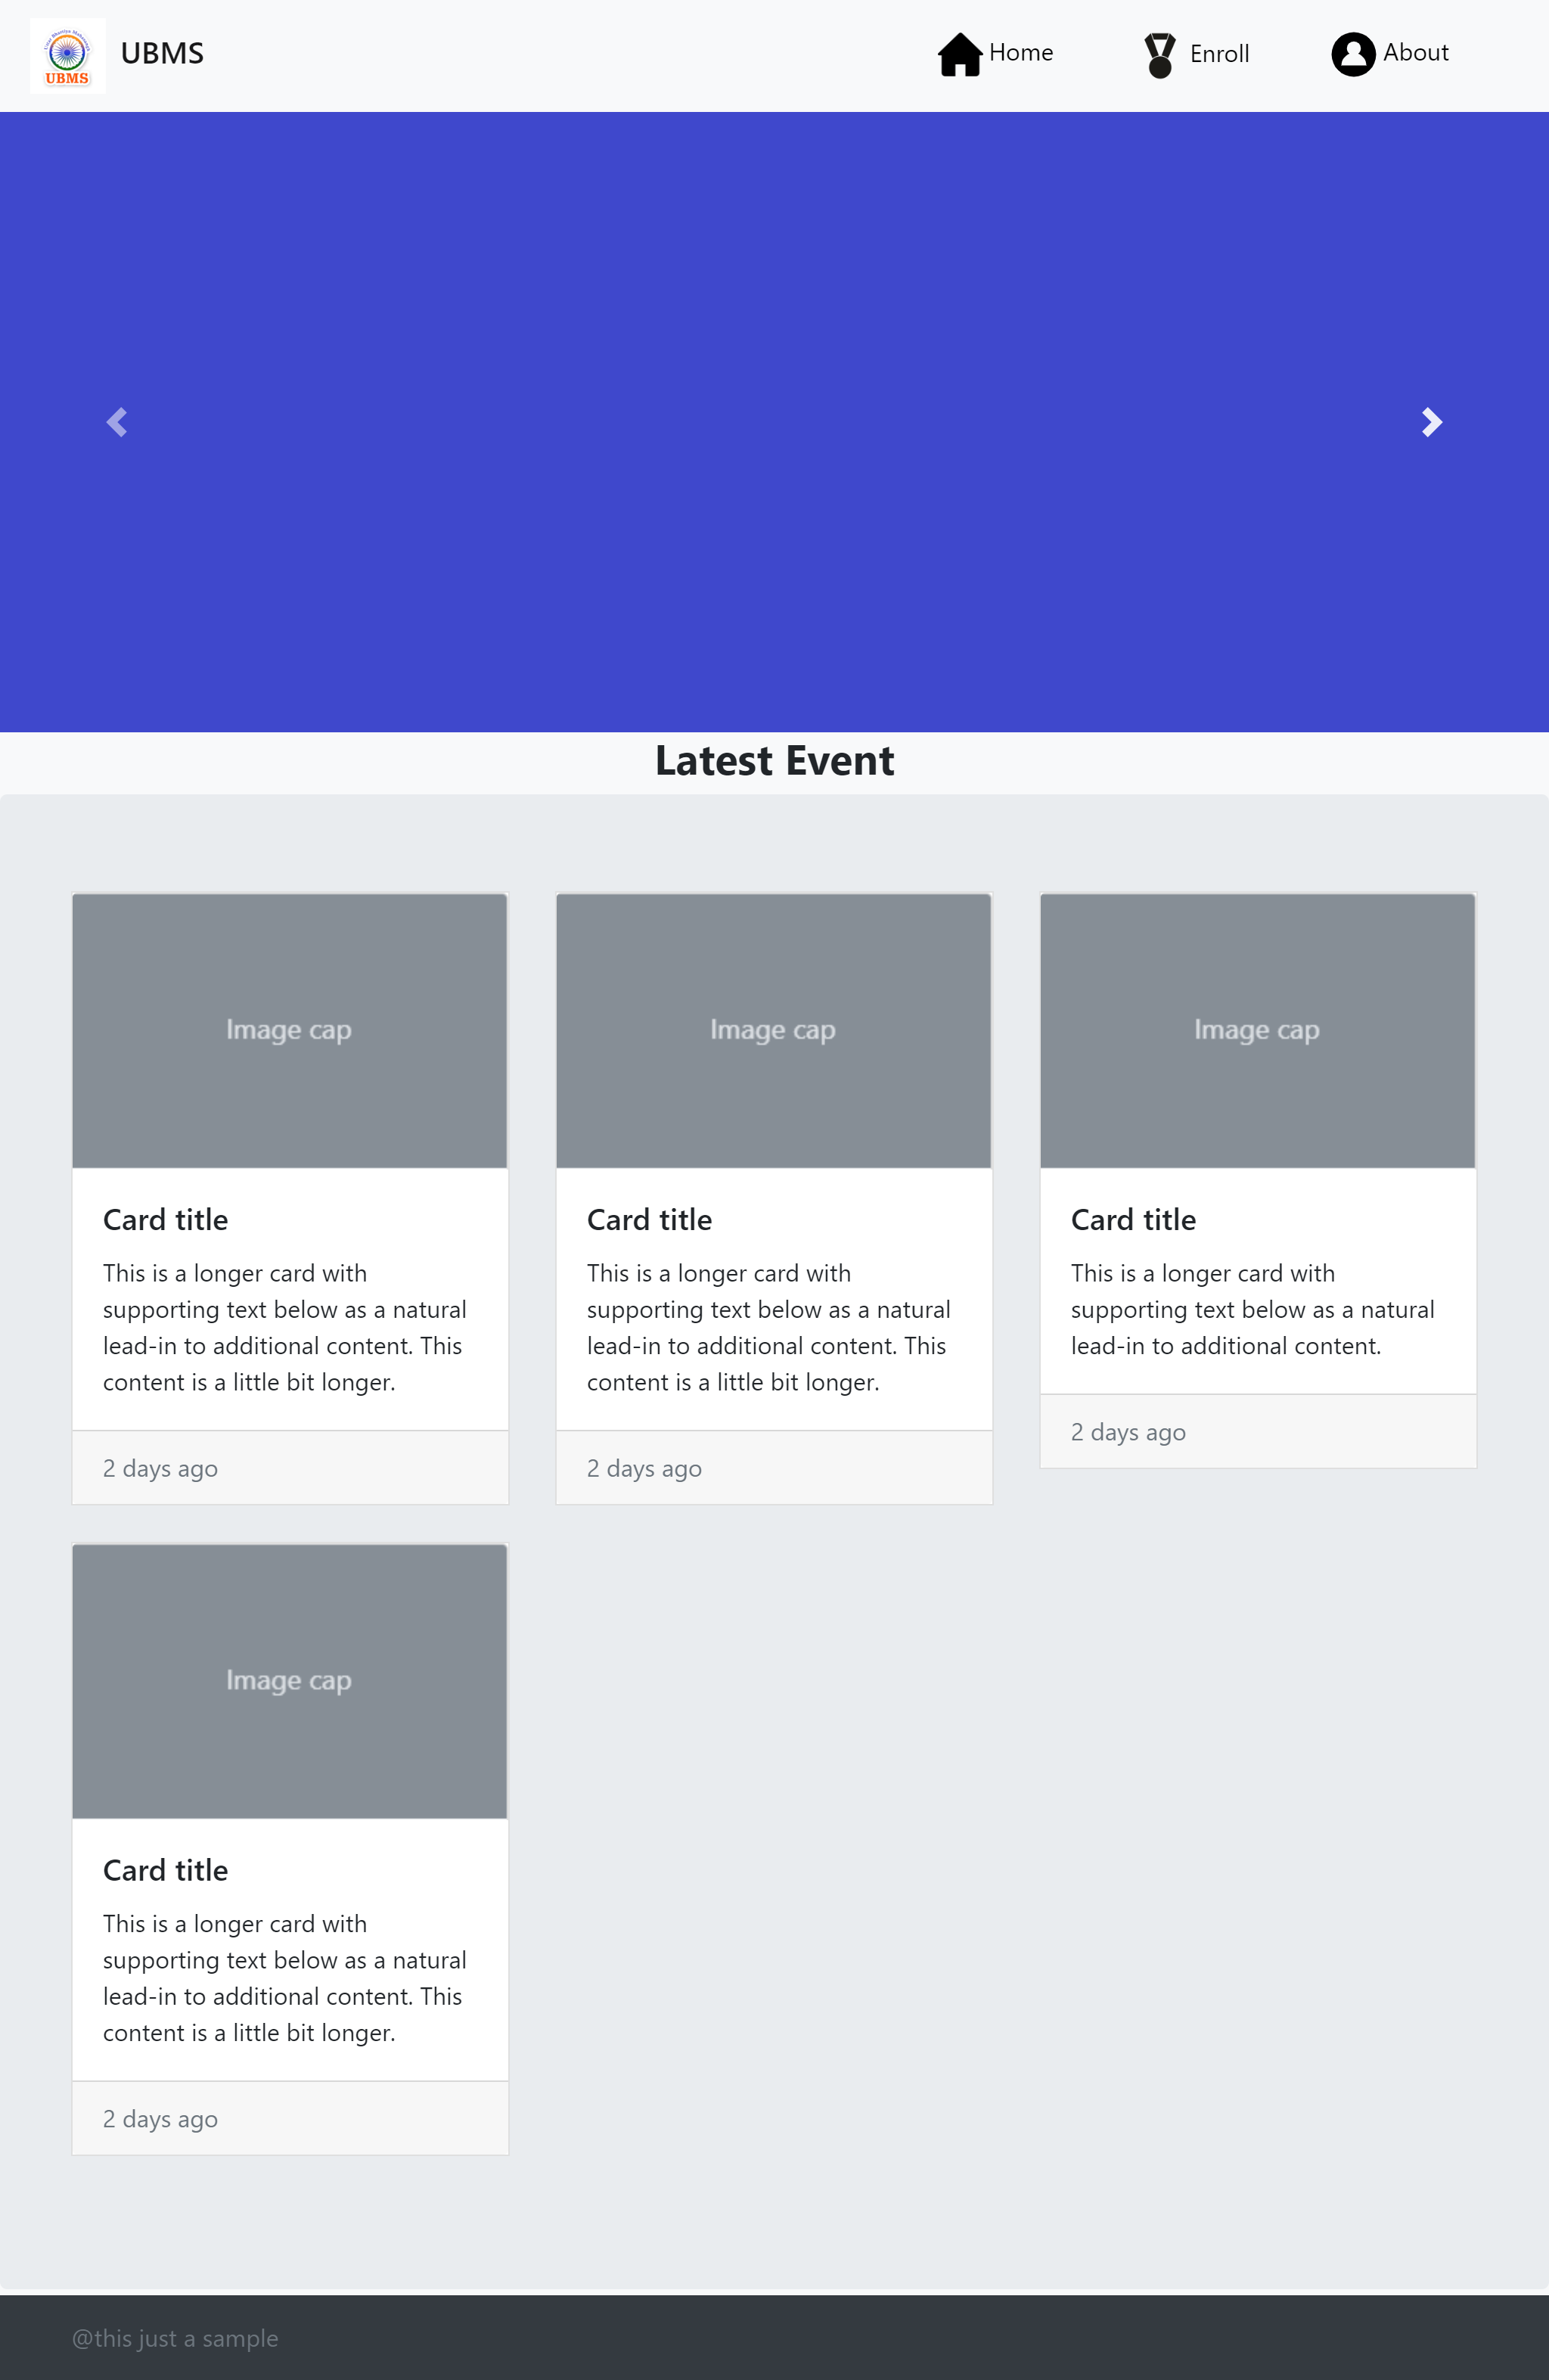 UBMS
UBMS
Home
Enroll
About
Latest Event
Image cap
Card title
This is a longer card with
supporting text below as a natural
lead-in to additional content. This
content is a little bit longer.
2 days ago
Image cap
Card title
This is a longer card with
supporting text below as a natural
lead-in to additional content. This
content is a little bit longer.
2 days ago
Image cap
Card title
This is a longer card with
supporting text below as a natural
lead-in to additional content.
2 days ago
Image cap
Card title
This is a longer card with
supporting text below as a natural
lead-in to additional content. This
content is a little bit longer.
2 days ago
@this just a sample